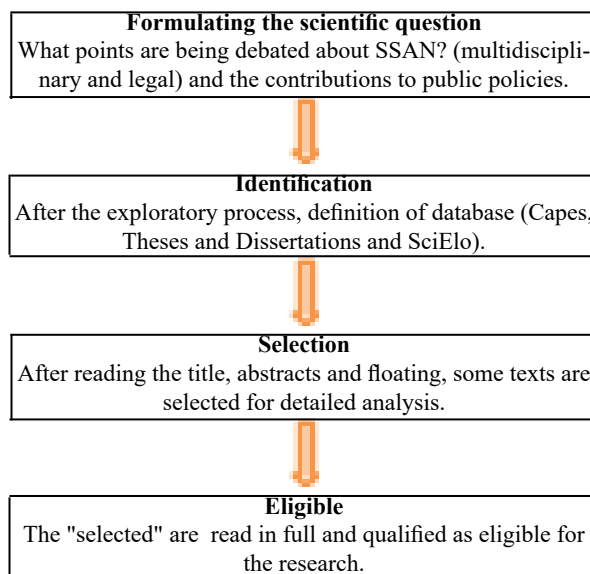 Formulating the scientific question
What points are being debated about SSAN? (multidiscipli-
nary and legal) and the contributions to public policies.
Identification
After the exploratory process, definition of database (Capes,
Theses and Dissertations and SciElo).
Selection
After reading the title, abstracts and floating, some texts are
selected for detailed analysis.
Eligible
The "selected" are read in full and qualified as eligible for
the research.